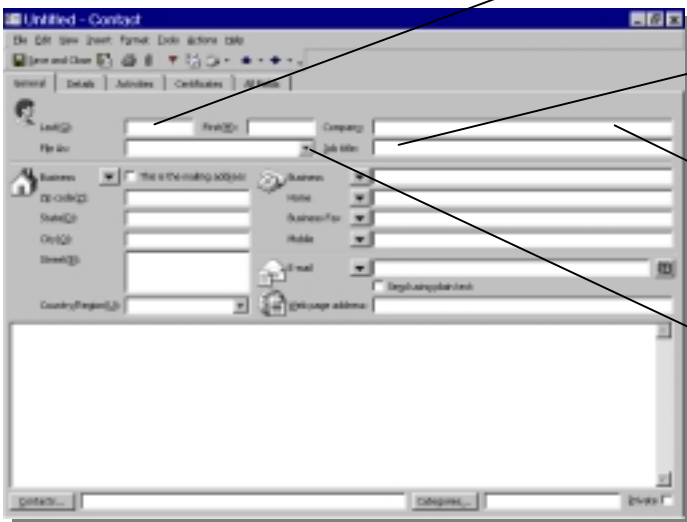 Untitled - Contact
File Edit View Insert Format Tools Actions Help
Save and Close
General Details Activities Certificates All Fields
Last(G): First(M): Company:
File As: Job title:
Business This is the mailing address Business
Zip code(Z): Home
State(D): Business Fax
City(Q): Mobile
Street(B): E-mail
Send using plain text
Country/Region(U): Web page address:
Contacts... Categories... Private